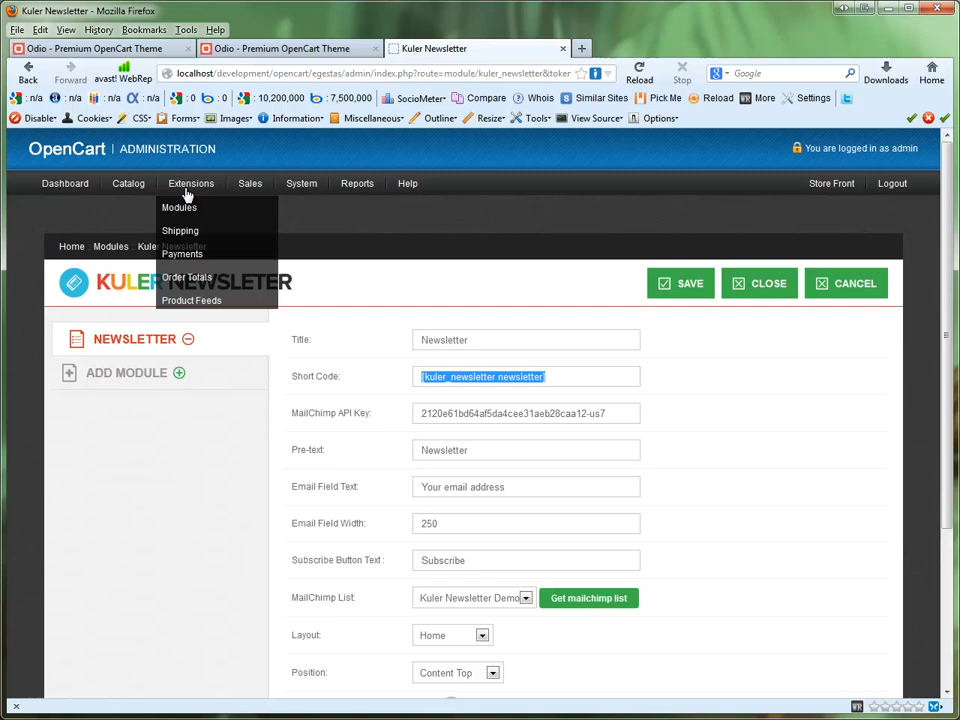 Kuler Newsletter - Mozilla Firefox
File Edit View History Bookmarks Tools Help
Odio - Premium OpenCart Theme × Odio - Premium OpenCart Theme × Kuler Newsletter ×
Back Forward avast! WebRep localhost/development/opencart/egestas/admin/index.php?route=module/kuler_newsletter&toker Reload Stop Google Downloads Home
: n/a : n/a : n/a : n/a : 0 : 0 : 10,200,000 : 7,500,000 SocioMeter Compare Whois Similar Sites Pick Me Reload More Settings
Disable Cookies CSS Forms Images Information Miscellaneous Outline Resize Tools View Source Options
OpenCart | ADMINISTRATION You are logged in as admin
Dashboard Catalog Extensions Sales System Reports Help Store Front Logout
Modules
Shipping
Home :: Modules :: Kuler Newsletter
Payments
Order Totals
KULER NEWSLETTER SAVE CLOSE CANCEL
Product Feeds
NEWSLETTER
ADD MODULE
Title: Newsletter
Short Code: [kuler_newsletter newsletter]
MailChimp API Key: 2120e61bd64af5da4cee31aeb28caa12-us7
Pre-text: Newsletter
Email Field Text: Your email address
Email Field Width: 250
Subscribe Button Text : Subscribe
MailChimp List: Kuler Newsletter Demo Get mailchimp list
Layout: Home
Position: Content Top